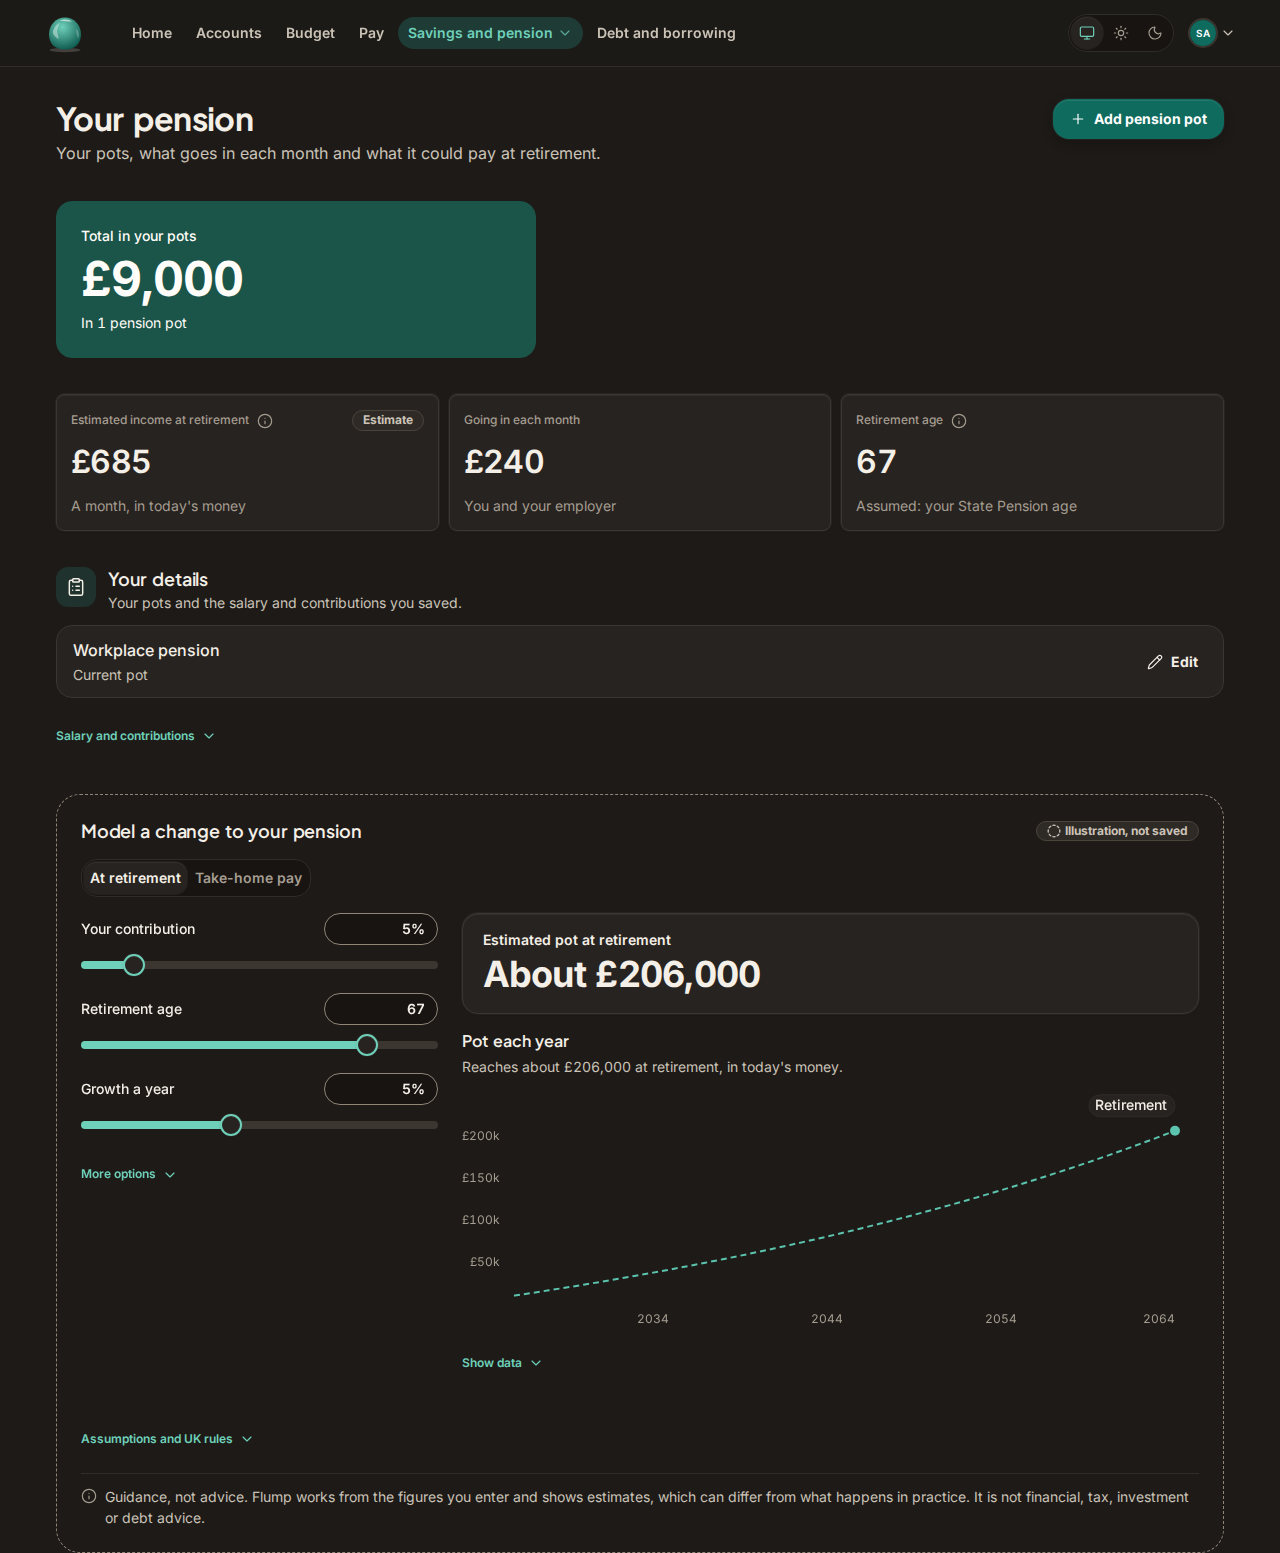 Home
Accounts
Budget
Pay
Savings and pension
Debt and borrowing
SA
Your pension
Your pots, what goes in each month and what it could pay at retirement.
Add pension pot
Total in your pots
£9,000
In 1 pension pot
Estimated income at retirement
Estimate
£685
A month, in today's money
Going in each month
£240
You and your employer
Retirement age
67
Assumed: your State Pension age
Your details
Your pots and the salary and contributions you saved.
Workplace pension
Current pot
Edit
Salary and contributions
Model a change to your pension
Illustration, not saved
At retirement
Take-home pay
Your contribution
5%
Retirement age
67
Growth a year
5%
More options
Estimated pot at retirement
About £206,000
Pot each year
Reaches about £206,000 at retirement, in today's money.
Retirement
£200k
£150k
£100k
£50k
2034
2044
2054
2064
Show data
Assumptions and UK rules
Guidance, not advice. Flump works from the figures you enter and shows estimates, which can differ from what happens in practice. It is not financial, tax, investment
or debt advice.